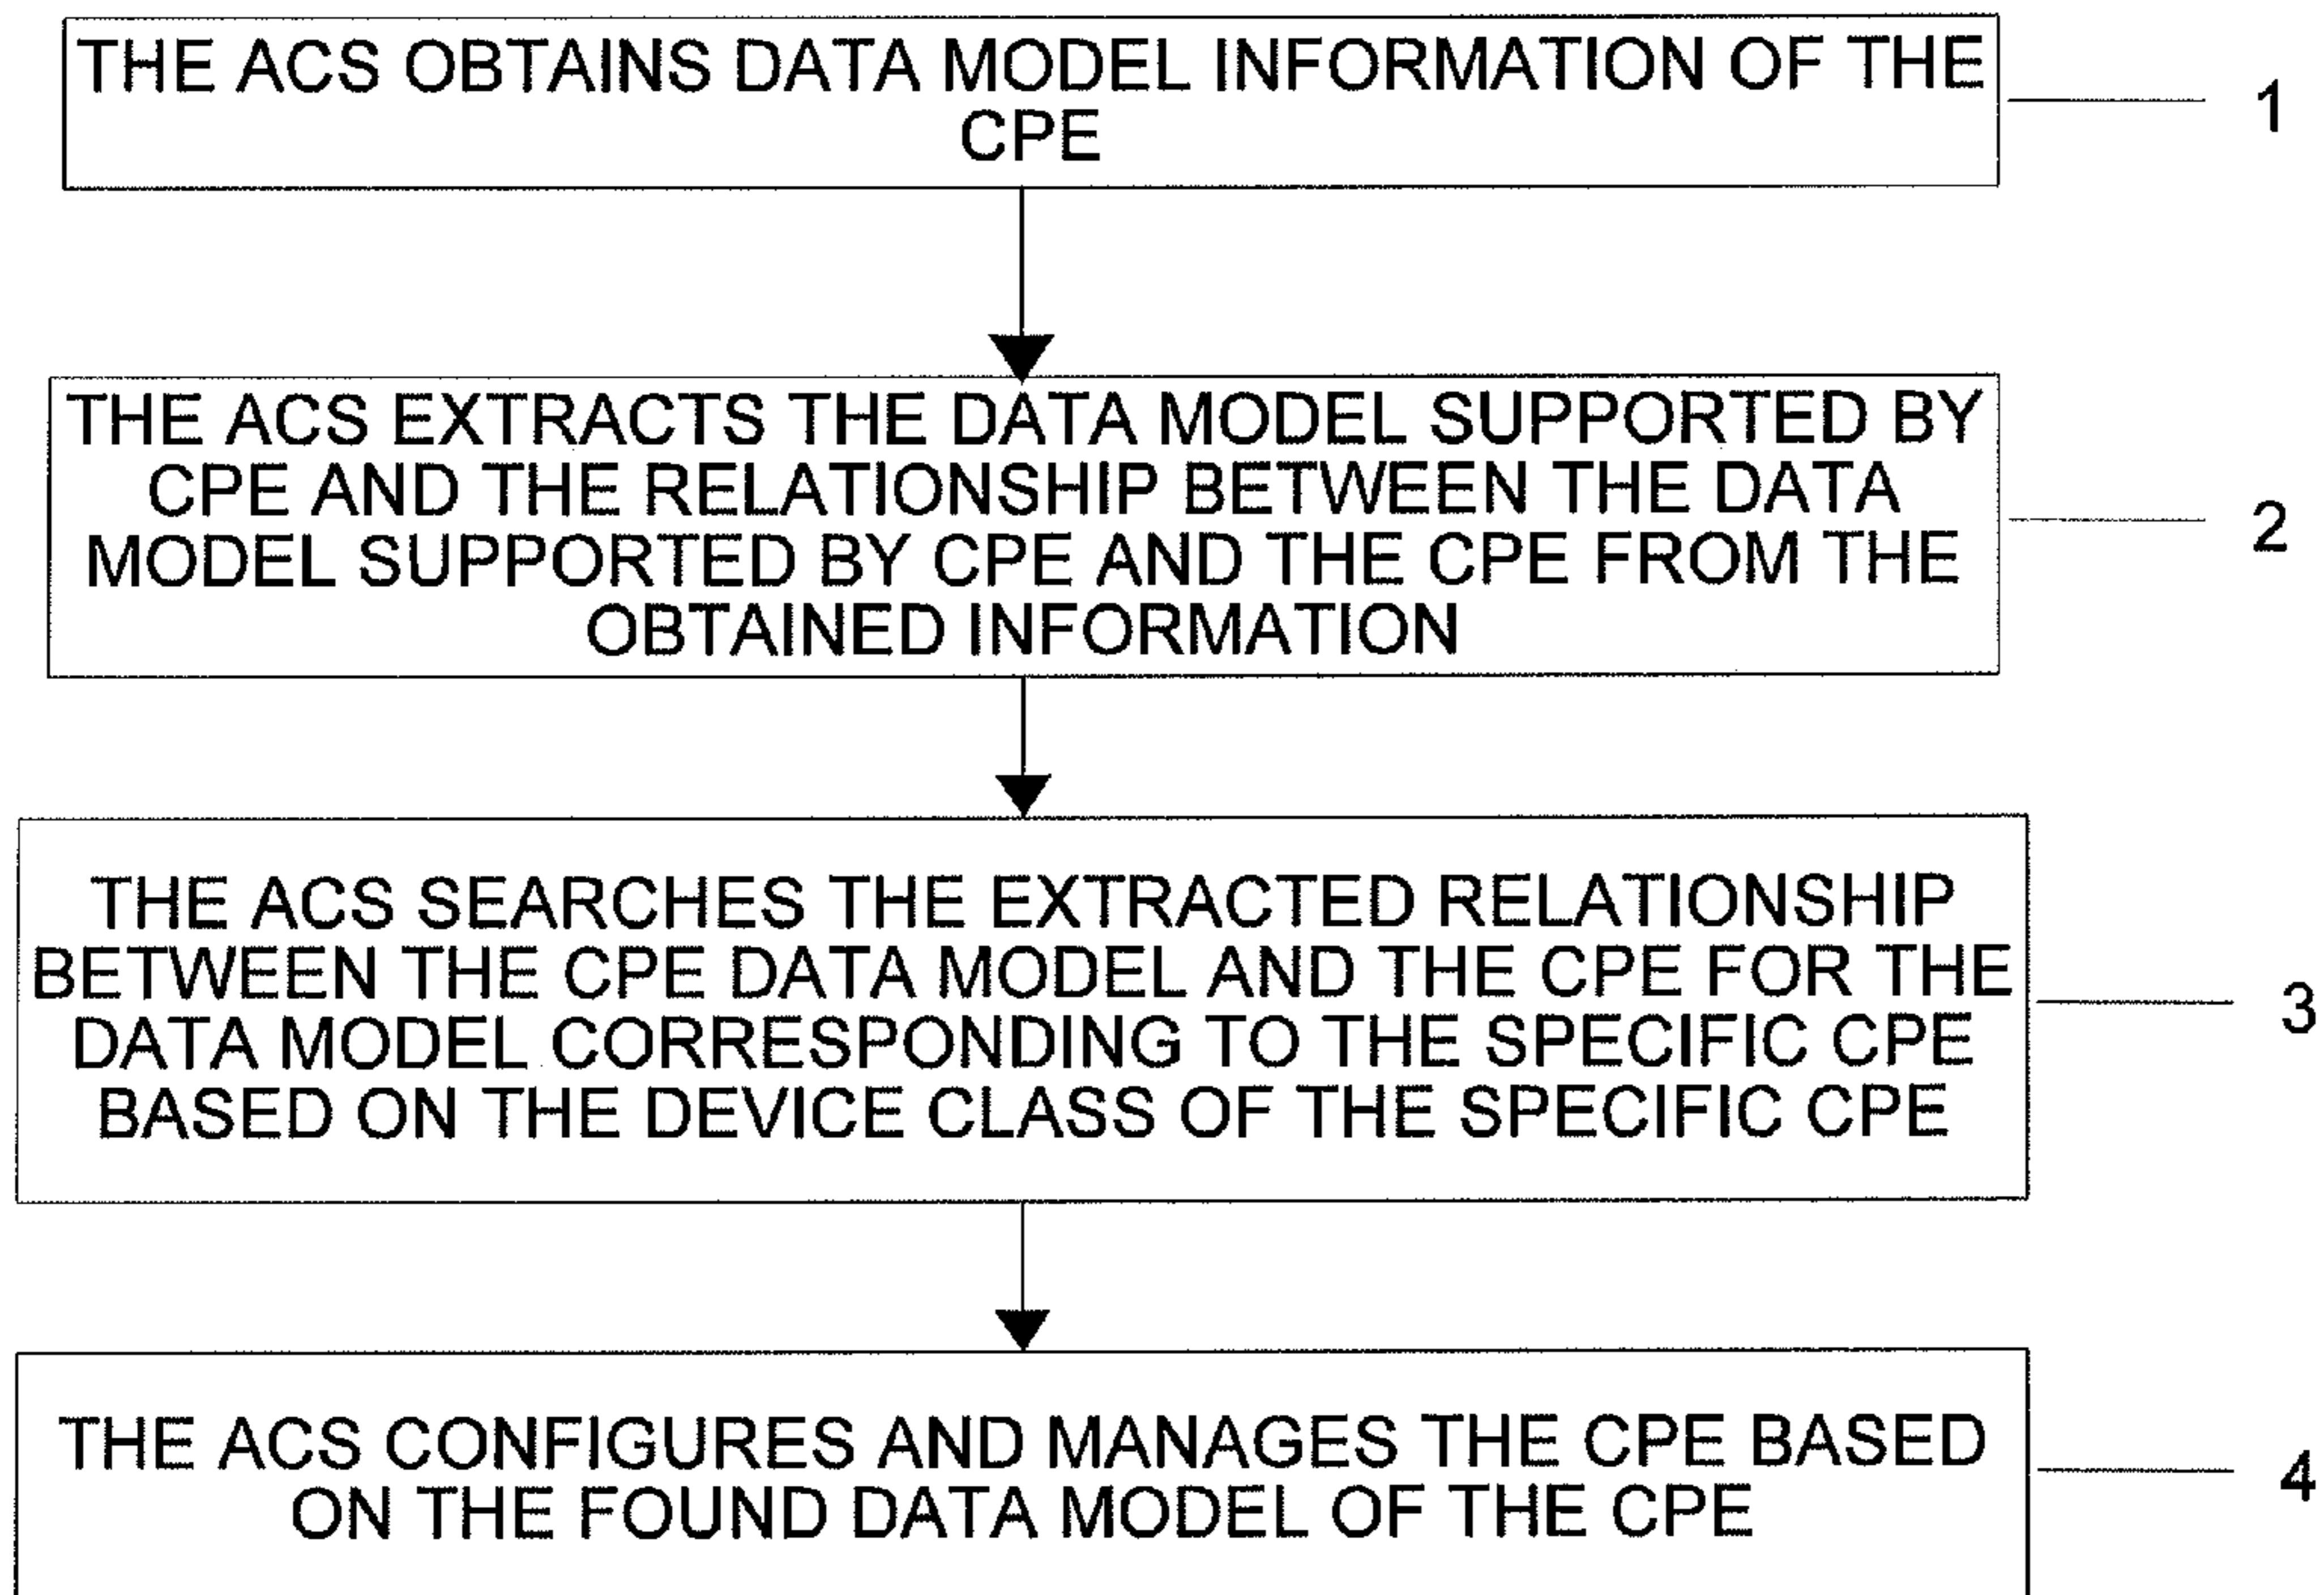 THE ACS OBTAINS DATA MODEL INFORMATION OF THE
CPE
1
THE ACS EXTRACTS THE DATA MODEL SUPPORTED BY
CPE AND THE RELATIONSHIP BETWEEN THE DATA
MODEL SUPPORTED BY CPE AND THE CPE FROM THE
OBTAINED INFORMATION
2
THE ACS SEARCHES THE EXTRACTED RELATIONSHIP
BETWEEN THE CPE DATA MODEL AND THE CPE FOR THE
DATA MODEL CORRESPONDING TO THE SPECIFIC CPE
BASED ON THE DEVICE CLASS OF THE SPECIFIC CPE
3
THE ACS CONFIGURES AND MANAGES THE CPE BASED
ON THE FOUND DATA MODEL OF THE CPE
4